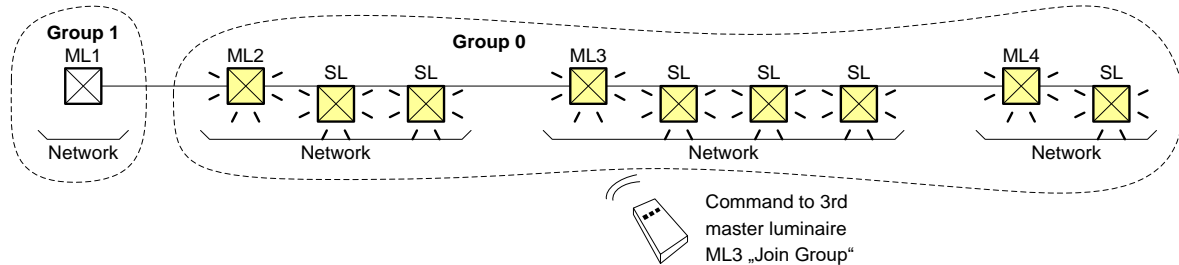 Group 1
Group 0
ML1
ML2
SL
SL
ML3
SL
SL
SL
ML4
SL
Network
Network
Network
Network
Command to 3rd
master luminaire
ML3 „Join Group“